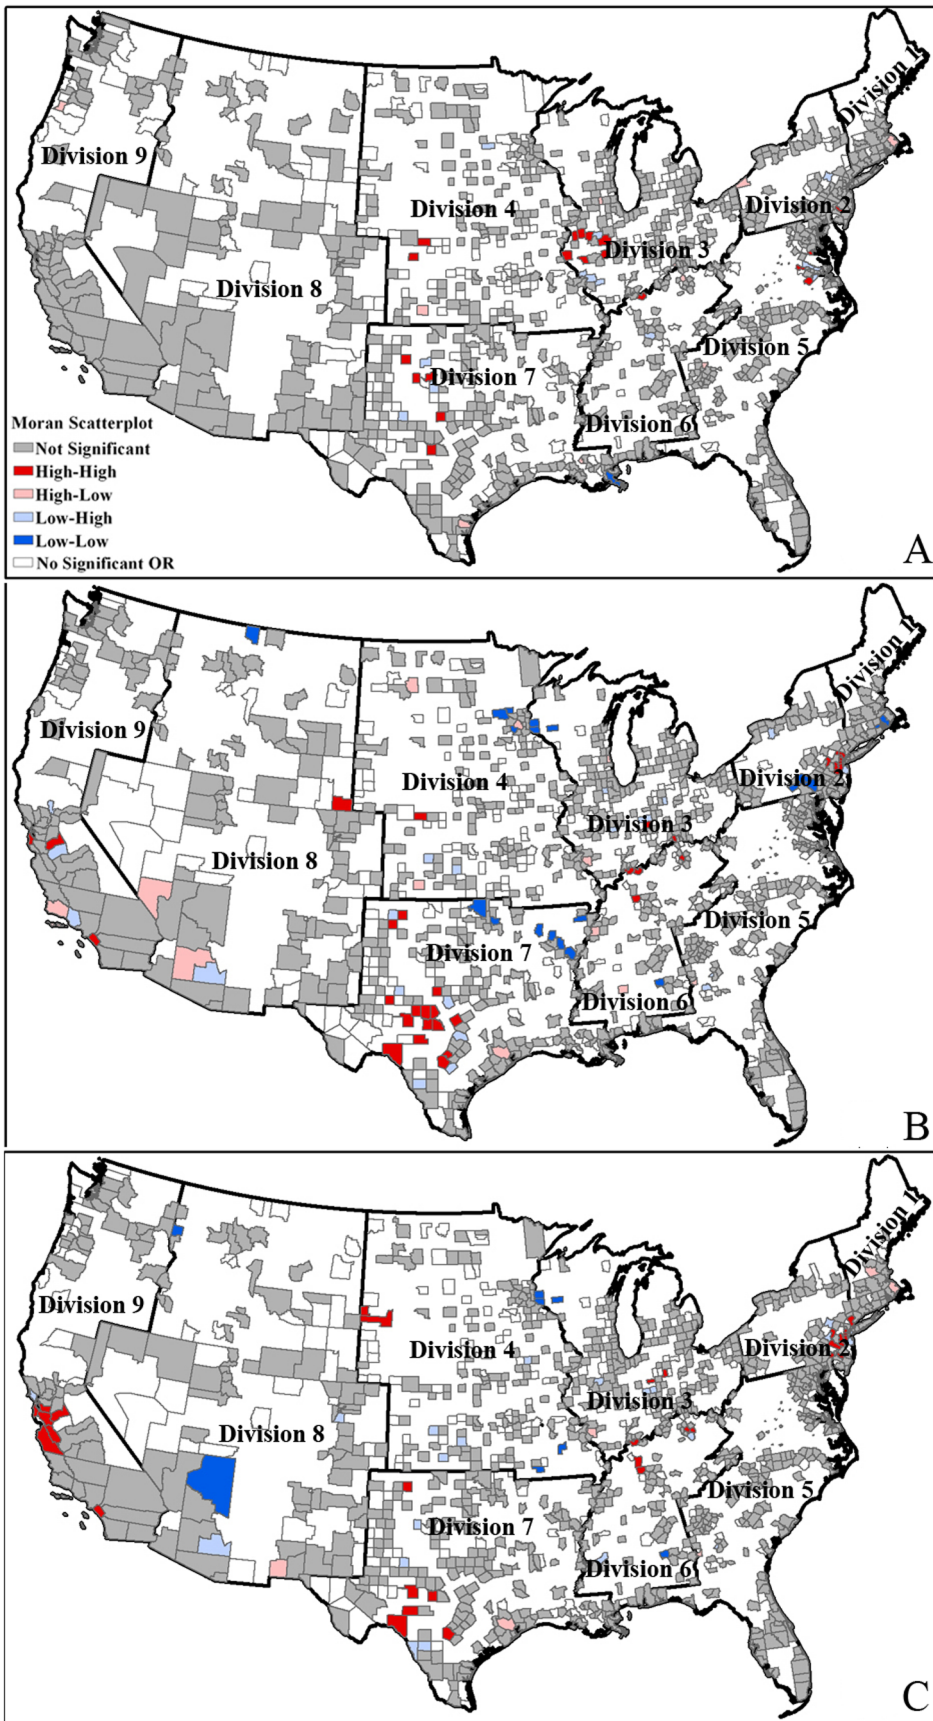 Division 1
Division 9
Division 2
Division 4
Division 3
Division 8
Division 5
Division 7
Division 6
Moran Scatterplot
Not Significant
High-High
High-Low
Low-High
Low-Low
No Significant OR
A
Division 1
Division 9
Division 2
Division 4
Division 3
Division 8
Division 5
Division 7
Division 6
B
Division 1
Division 9
Division 2
Division 4
Division 3
Division 8
Division 5
Division 7
Division 6
C